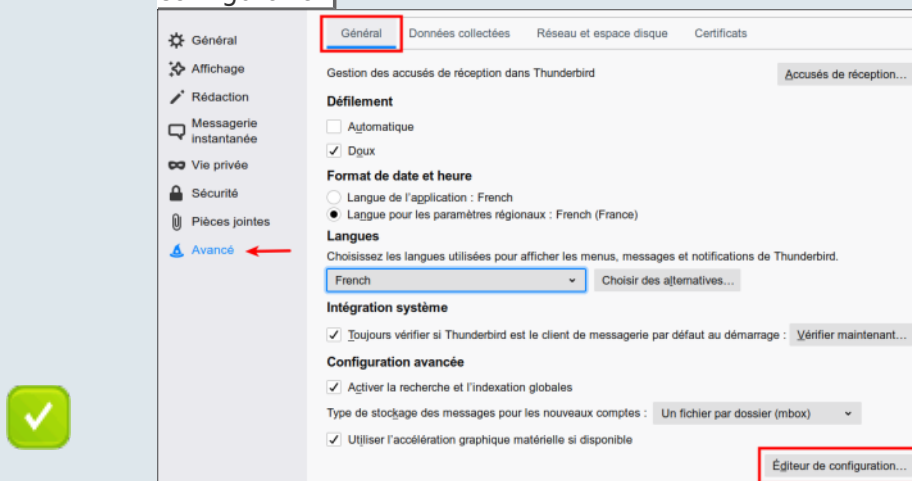 Général
Affichage
Rédaction
Messagerie
instantanée
Vie privée
Sécurité
Pièces jointes
Avancé
Général Données collectées Réseau et espace disque Certificats
Gestion des accusés de réception dans Thunderbird Accusés de réception…
Défilement
Automatique
Doux
Format de date et heure
Langue de l'application : French
Langue pour les paramètres régionaux : French (France)
Langues
Choisissez les langues utilisées pour afficher les menus, messages et notifications de Thunderbird.
French Choisir des alternatives…
Intégration système
Toujours vérifier si Thunderbird est le client de messagerie par défaut au démarrage : Vérifier maintenant…
Configuration avancée
Activer la recherche et l'indexation globales
Type de stockage des messages pour les nouveaux comptes : Un fichier par dossier (mbox)
Utiliser l'accélération graphique matérielle si disponible
Éditeur de configuration…